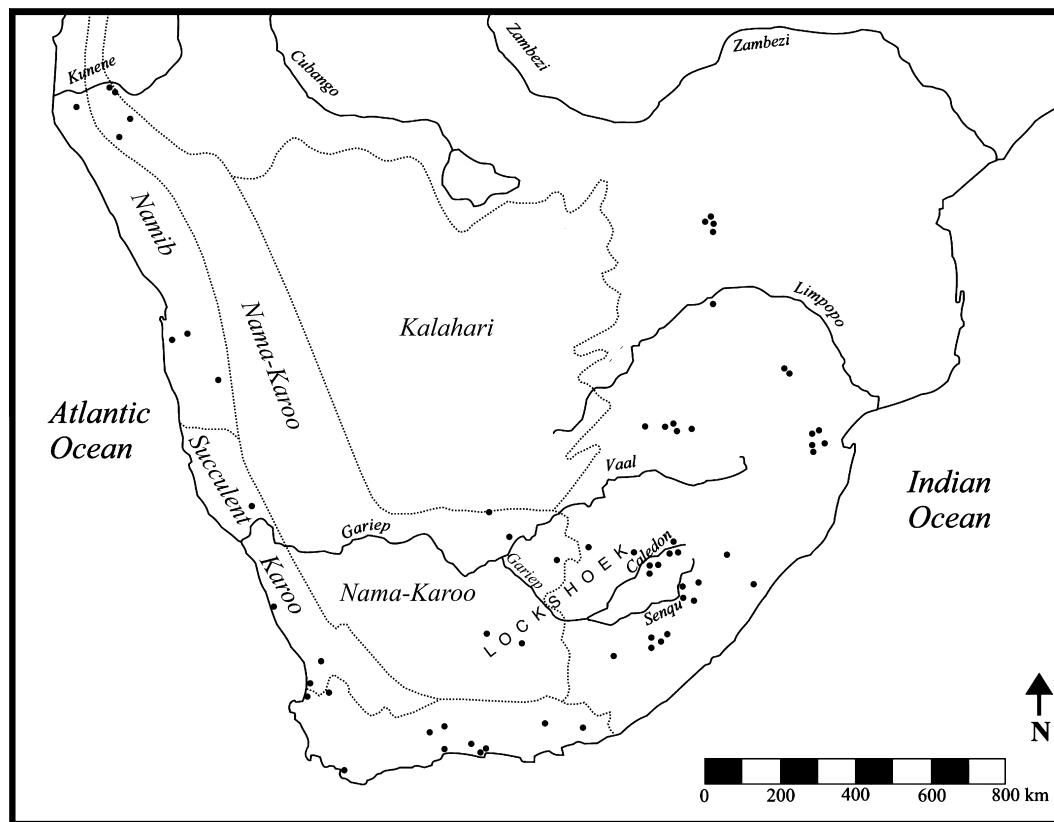 Kunene
Cubango
Zambezi
Zambezi
Namib
Nama-Karoo
Kalahari
Limpopo
Atlantic
Ocean
Succulent
Karoo
Vaal
Indian
Ocean
Gariep
Gariep
Caledon
Nama-Karoo
LOCKSHOEK
Senqu
N
0 200 400 600 800 km